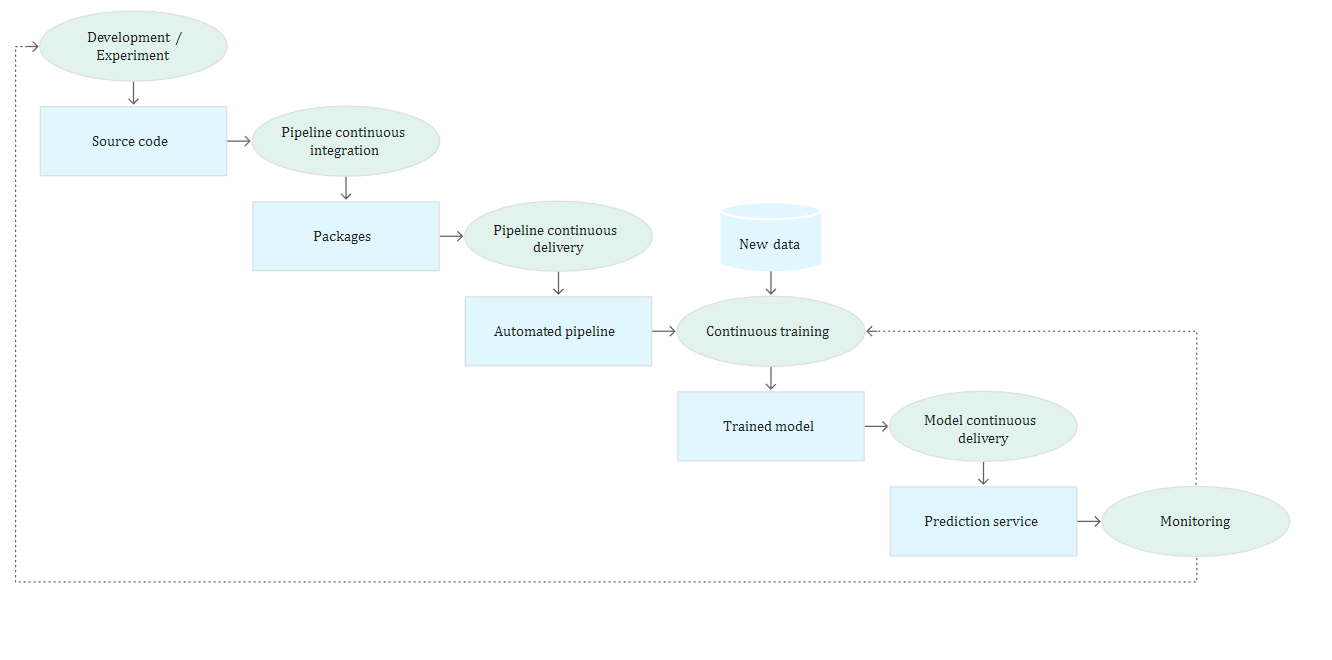 Development /
Experiment
Source code
Pipeline continuous
integration
Packages
Pipeline continuous
delivery
New data
Automated pipeline
Continuous training
Trained model
Model continuous
delivery
Prediction service
Monitoring